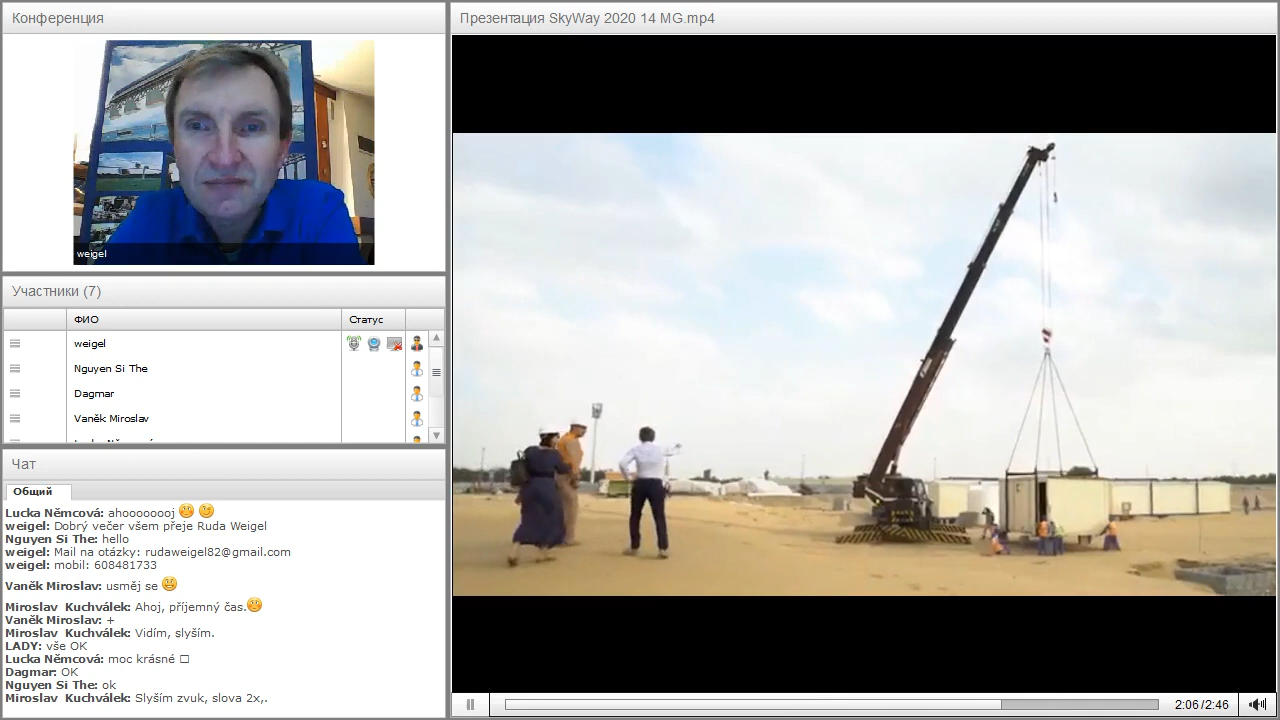 Конференция
weigel
Участники (7)
ФИО Статус
weigel
Nguyen Si The
Dagmar
Vaněk Miroslav
Чат
Общий
Lucka Němcová: ahooooooj
weigel: Dobrý večer všem přeje Ruda Weigel
Nguyen Si The: hello
weigel: Mail na otázky: rudaweigel82@gmail.com
weigel: mobil: 608481733
Vaněk Miroslav: usměj se
Miroslav Kuchválek: Ahoj, příjemný čas.
Vaněk Miroslav: +
Miroslav Kuchválek: Vidím, slyším.
LADY: vše OK
Lucka Němcová: moc krásné
Dagmar: OK
Nguyen Si The: ok
Miroslav Kuchválek: Slyším zvuk, slova 2x,.
Презентация SkyWay 2020 14 MG.mp4
2:06/2:46